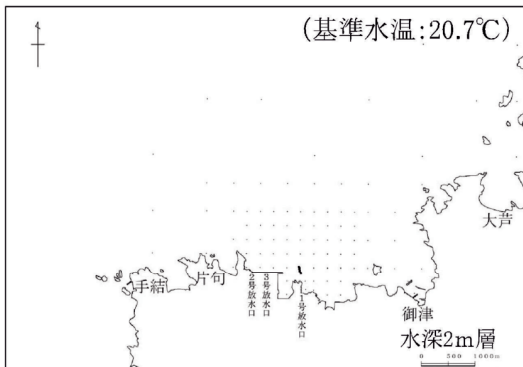 (基準水温:20.7℃)
大芦
手結
片句
2号放水口
3号放水口
1号放水口
御津
水深2m層
0 500 1000m